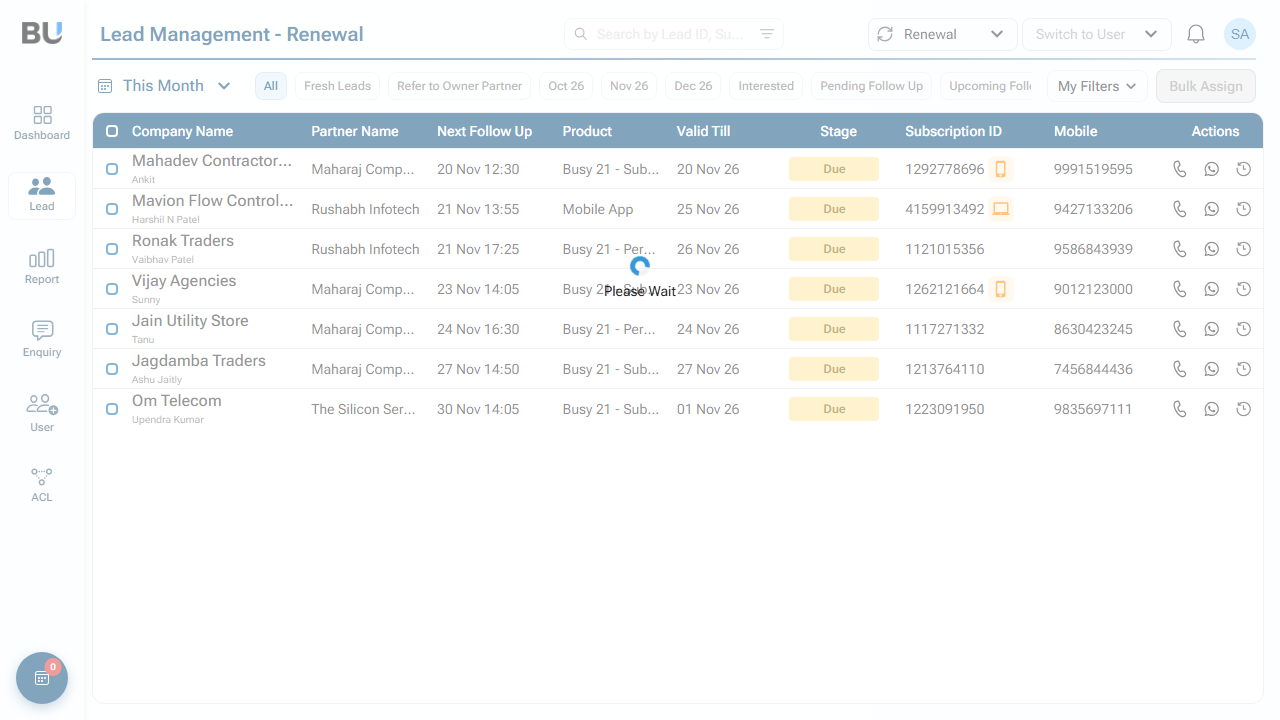 BU
Lead Management - Renewal
Search by Lead ID, Su...
Renewal
Switch to User
SA
This Month
All
Fresh Leads
Refer to Owner Partner
Oct 26
Nov 26
Dec 26
Interested
Pending Follow Up
Upcoming Foll
My Filters
Bulk Assign
Dashboard
Lead
Report
Enquiry
User
ACL
0
Company Name Partner Name Next Follow Up Product Valid Till Stage Subscription ID Mobile Actions
Mahadev Contractor... Maharaj Comp... 20 Nov 12:30 Busy 21 - Sub... 20 Nov 26 Due 1292778696 9991519595
Ankit
Mavion Flow Control... Rushabh Infotech 21 Nov 13:55 Mobile App 25 Nov 26 Due 4159913492 9427133206
Harshil N Patel
Ronak Traders Rushabh Infotech 21 Nov 17:25 Busy 21 - Per... 26 Nov 26 Due 1121015356 9586843939
Vaibhav Patel
Vijay Agencies Maharaj Comp... 23 Nov 14:05 Busy 21 - Sub... 23 Nov 26 Due 1262121664 9012123000
Sunny
Please Wait
Jain Utility Store Maharaj Comp... 24 Nov 16:30 Busy 21 - Per... 24 Nov 26 Due 1117271332 8630423245
Tanu
Jagdamba Traders Maharaj Comp... 27 Nov 14:50 Busy 21 - Sub... 27 Nov 26 Due 1213764110 7456844436
Ashu Jaitly
Om Telecom The Silicon Ser... 30 Nov 14:05 Busy 21 - Sub... 01 Nov 26 Due 1223091950 9835697111
Upendra Kumar